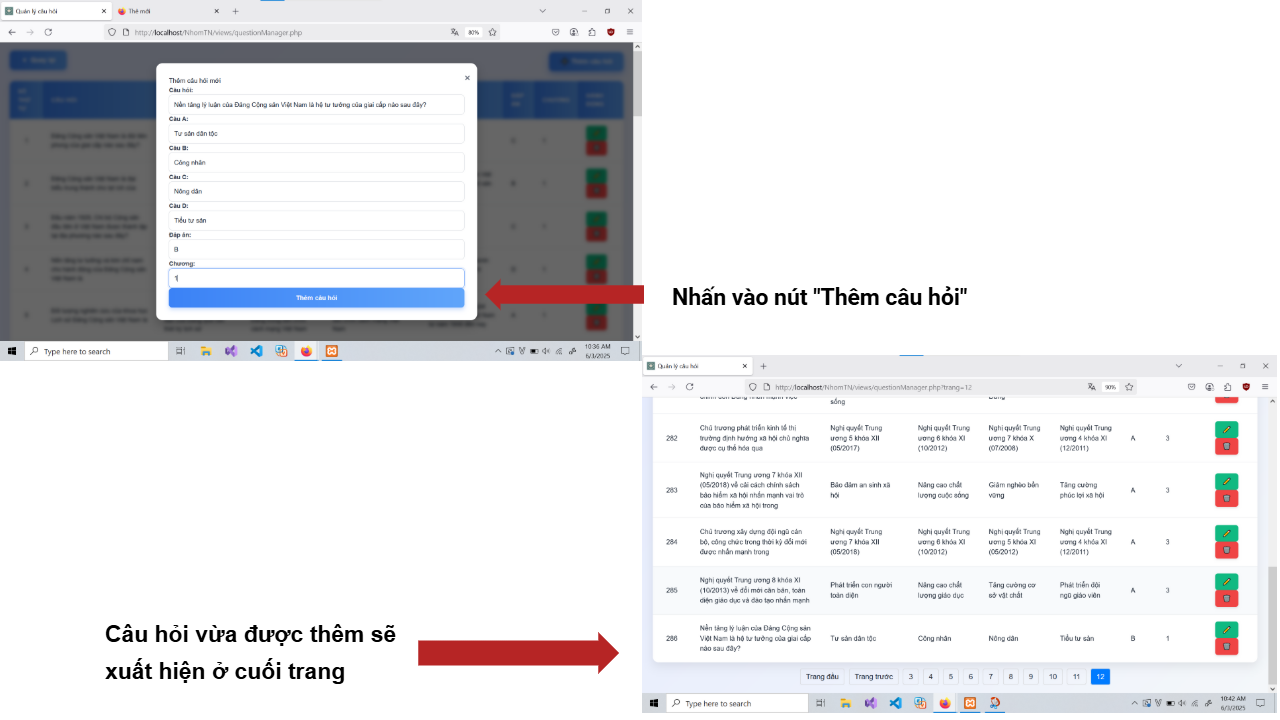 Quản lý câu hỏi
Thẻ mới
http://localhost/NhomTN/views/questionManager.php
80%
Thêm câu hỏi mới
Câu hỏi:
Nền tảng lý luận của Đảng Cộng sản Việt Nam là hệ tư tưởng của giai cấp nào sau đây?
Câu A:
Tư sản dân tộc
Câu B:
Công nhân
Câu C:
Nông dân
Câu D:
Tiểu tư sản
Đáp án:
B
Chương:
1
Thêm câu hỏi
Type here to search
10:36 AM
6/3/2025
Nhấn vào nút "Thêm câu hỏi"
Quản lý câu hỏi
http://localhost/NhomTN/views/questionManager.php?trang=12
90%
sống
282
Chủ trương phát triển kinh tế thị
trường định hướng xã hội chủ nghĩa
được cụ thể hóa qua
Nghị quyết Trung
ương 5 khóa XII
(05/2017)
Nghị quyết Trung
ương 6 khóa XI
(10/2012)
Nghị quyết Trung
ương 7 khóa X
(07/2008)
Nghị quyết Trung
ương 4 khóa XI
(12/2011)
A
3
283
Nghị quyết Trung ương 7 khóa XII
(05/2018) về cải cách chính sách
bảo hiểm xã hội nhấn mạnh vai trò
của bảo hiểm xã hội trong
Bảo đảm an sinh xã
hội
Nâng cao chất
lượng cuộc sống
Giảm nghèo bền
vững
Tăng cường
phúc lợi xã hội
A
3
284
Chủ trương xây dựng đội ngũ cán
bộ, công chức trong thời kỳ đổi mới
được nhấn mạnh trong
Nghị quyết Trung
ương 7 khóa XII
(05/2018)
Nghị quyết Trung
ương 6 khóa XI
(10/2012)
Nghị quyết Trung
ương 5 khóa XI
(05/2012)
Nghị quyết Trung
ương 4 khóa XI
(12/2011)
A
3
285
Nghị quyết Trung ương 8 khóa XI
(10/2013) về đổi mới căn bản, toàn
diện giáo dục và đào tạo nhấn mạnh
Phát triển con người
toàn diện
Nâng cao chất
lượng giáo dục
Tăng cường cơ
sở vật chất
Phát triển đội
ngũ giáo viên
A
3
286
Nền tảng lý luận của Đảng Cộng sản
Việt Nam là hệ tư tưởng của giai cấp
nào sau đây?
Tư sản dân tộc
Công nhân
Nông dân
Tiểu tư sản
B
1
Trang đầu
Trang trước
3
4
5
6
7
8
9
10
11
12
Type here to search
10:42 AM
6/3/2025
Câu hỏi vừa được thêm sẽ
xuất hiện ở cuối trang